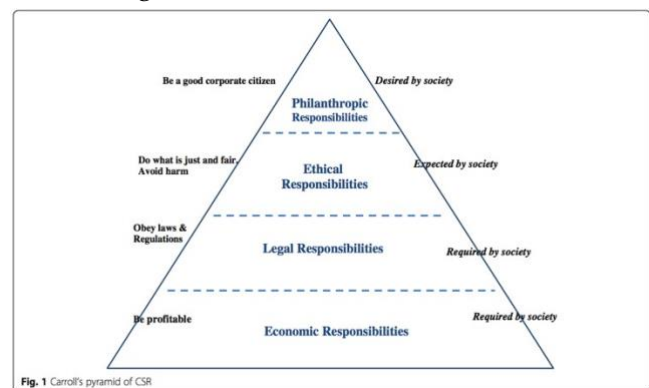 Be a good corporate citizen
Desired by society
Philanthropic
Responsibilities
Do what is just and fair,
Avoid harm
Expected by society
Ethical
Responsibilities
Obey laws &
Regulations
Legal Responsibilities
Required by society
Be profitable
Required by society
Economic Responsibilities
Fig. 1 Carroll's pyramid of CSR